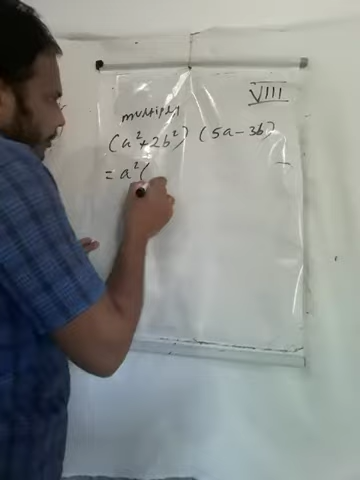 VIII
multiply
(a²+2b²) (5a-3b)
= a² (